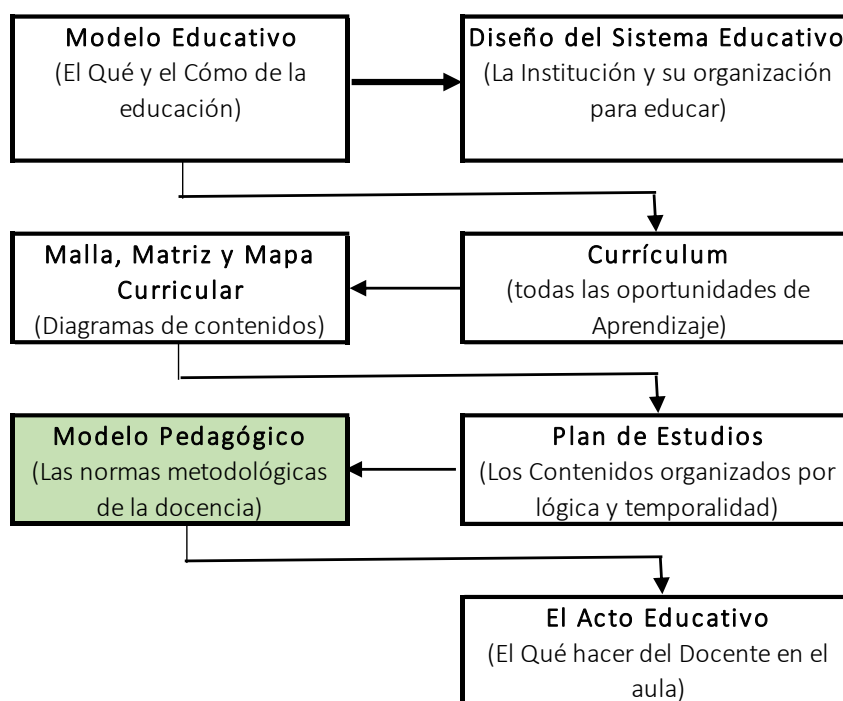 Modelo Educativo
(El Qué y el Cómo de la
educación)
Diseño del Sistema Educativo
(La Institución y su organización
para educar)
Malla, Matriz y Mapa
Curricular
(Diagramas de contenidos)
Currículum
(todas las oportunidades de
Aprendizaje)
Modelo Pedagógico
(Las normas metodológicas
de la docencia)
Plan de Estudios
(Los Contenidos organizados por
lógica y temporalidad)
El Acto Educativo
(El Qué hacer del Docente en el
aula)